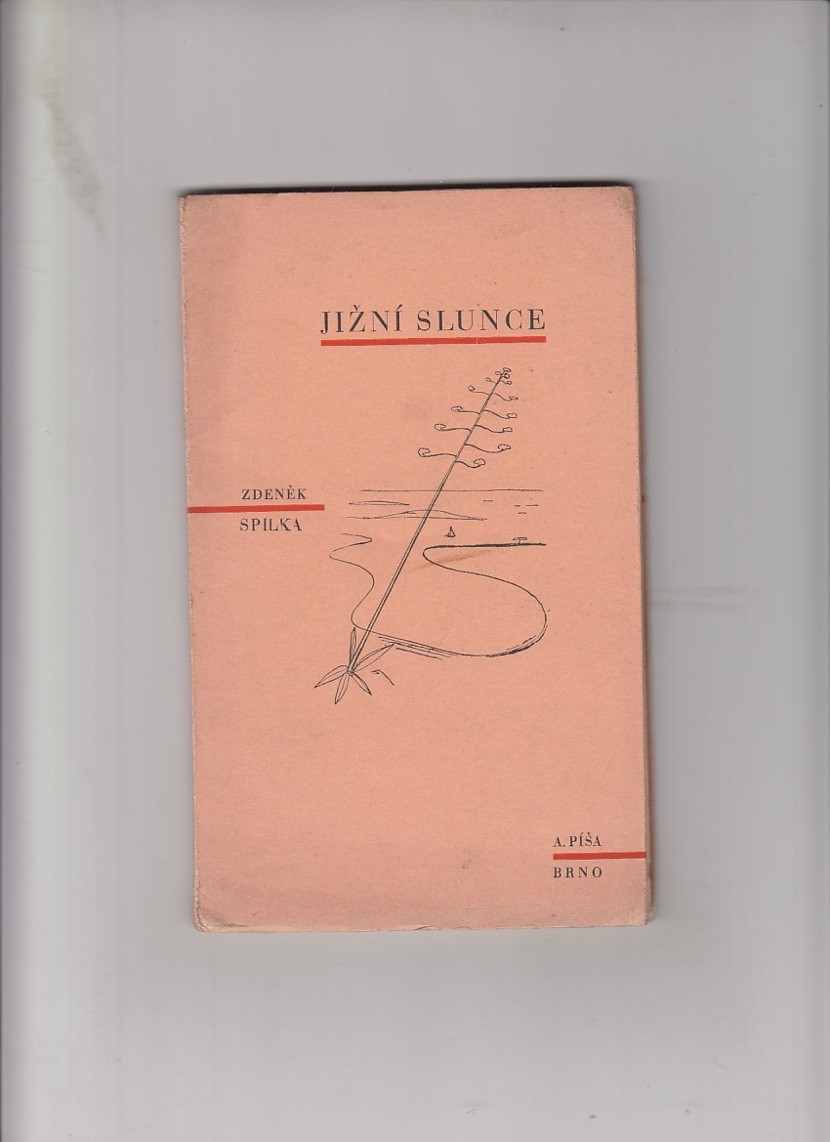 JIŽNÍ SLUNCE
ZDENĚK
SPILKA
A. PÍŠA
BRNO